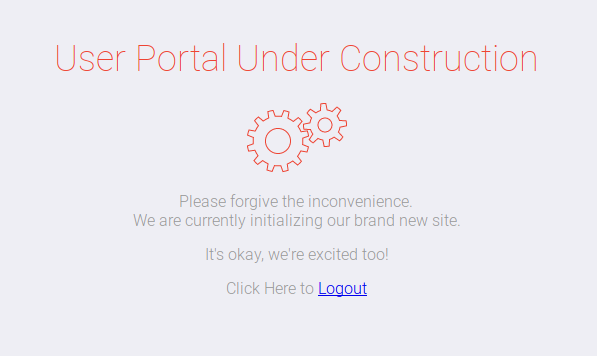 User Portal Under Construction
Please forgive the inconvenience.
We are currently initializing our brand new site.
It's okay, we're excited too!
Click Here to Logout